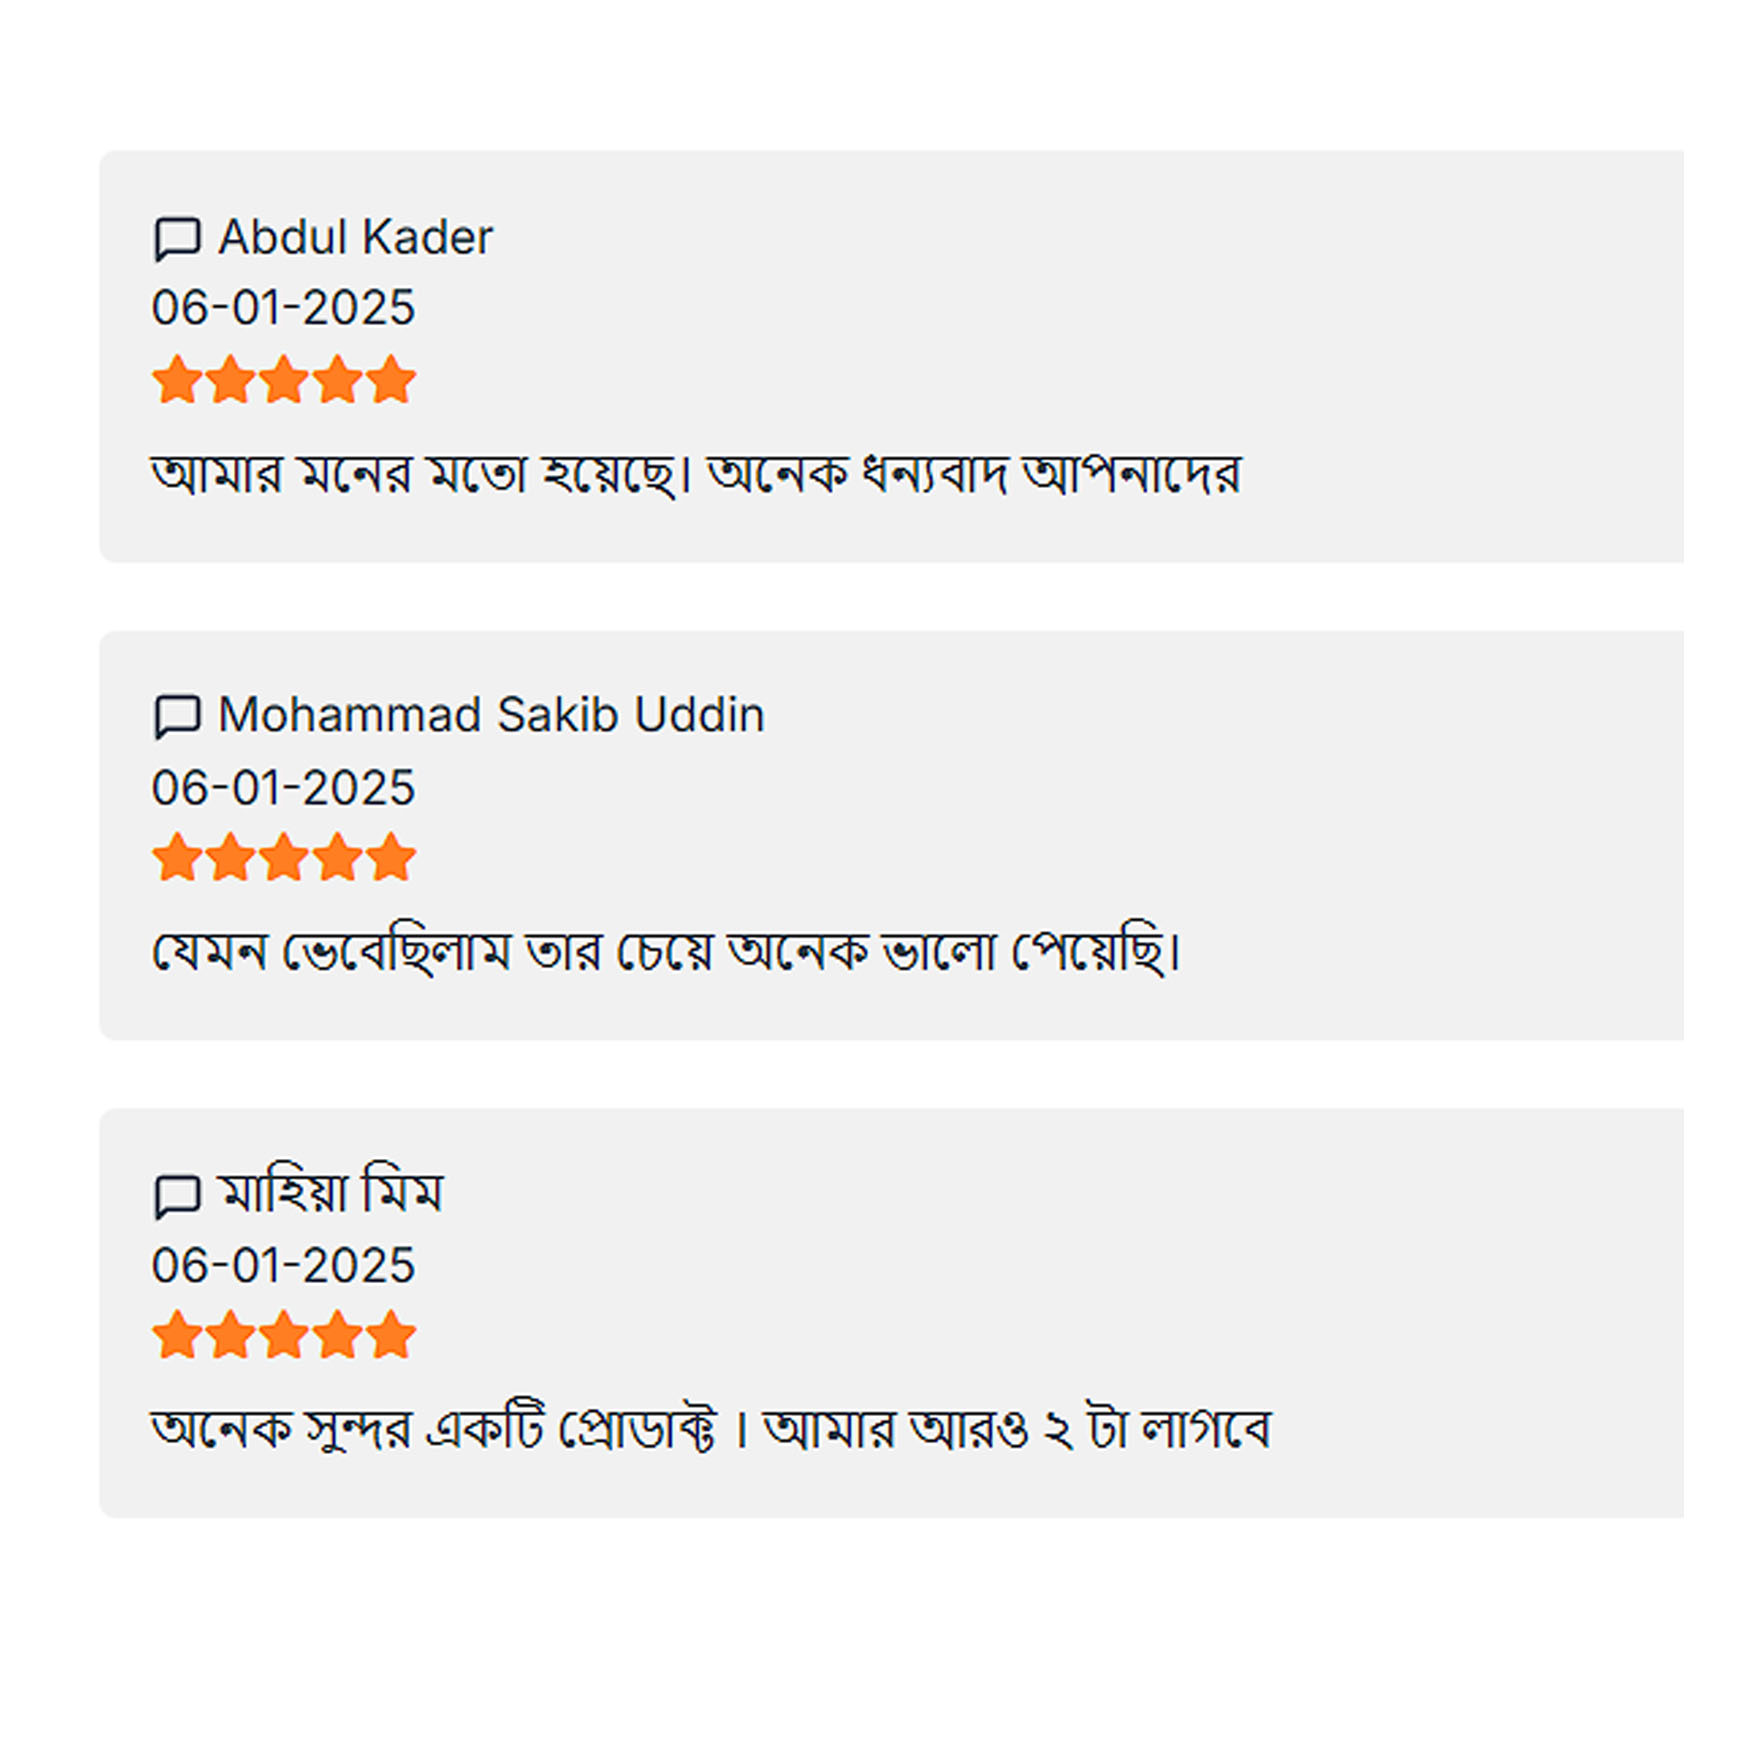 Abdul Kader
06-01-2025
আমার মনের মতো হয়েছে। অনেক ধন্যবাদ আপনাদের
Mohammad Sakib Uddin
06-01-2025
যেমন ভেবেছিলাম তার চেয়ে অনেক ভালো পেয়েছি।
মাহিয়া মিম
06-01-2025
অনেক সুন্দর একটি প্রোডাক্ট । আমার আরও ২ টা লাগবে